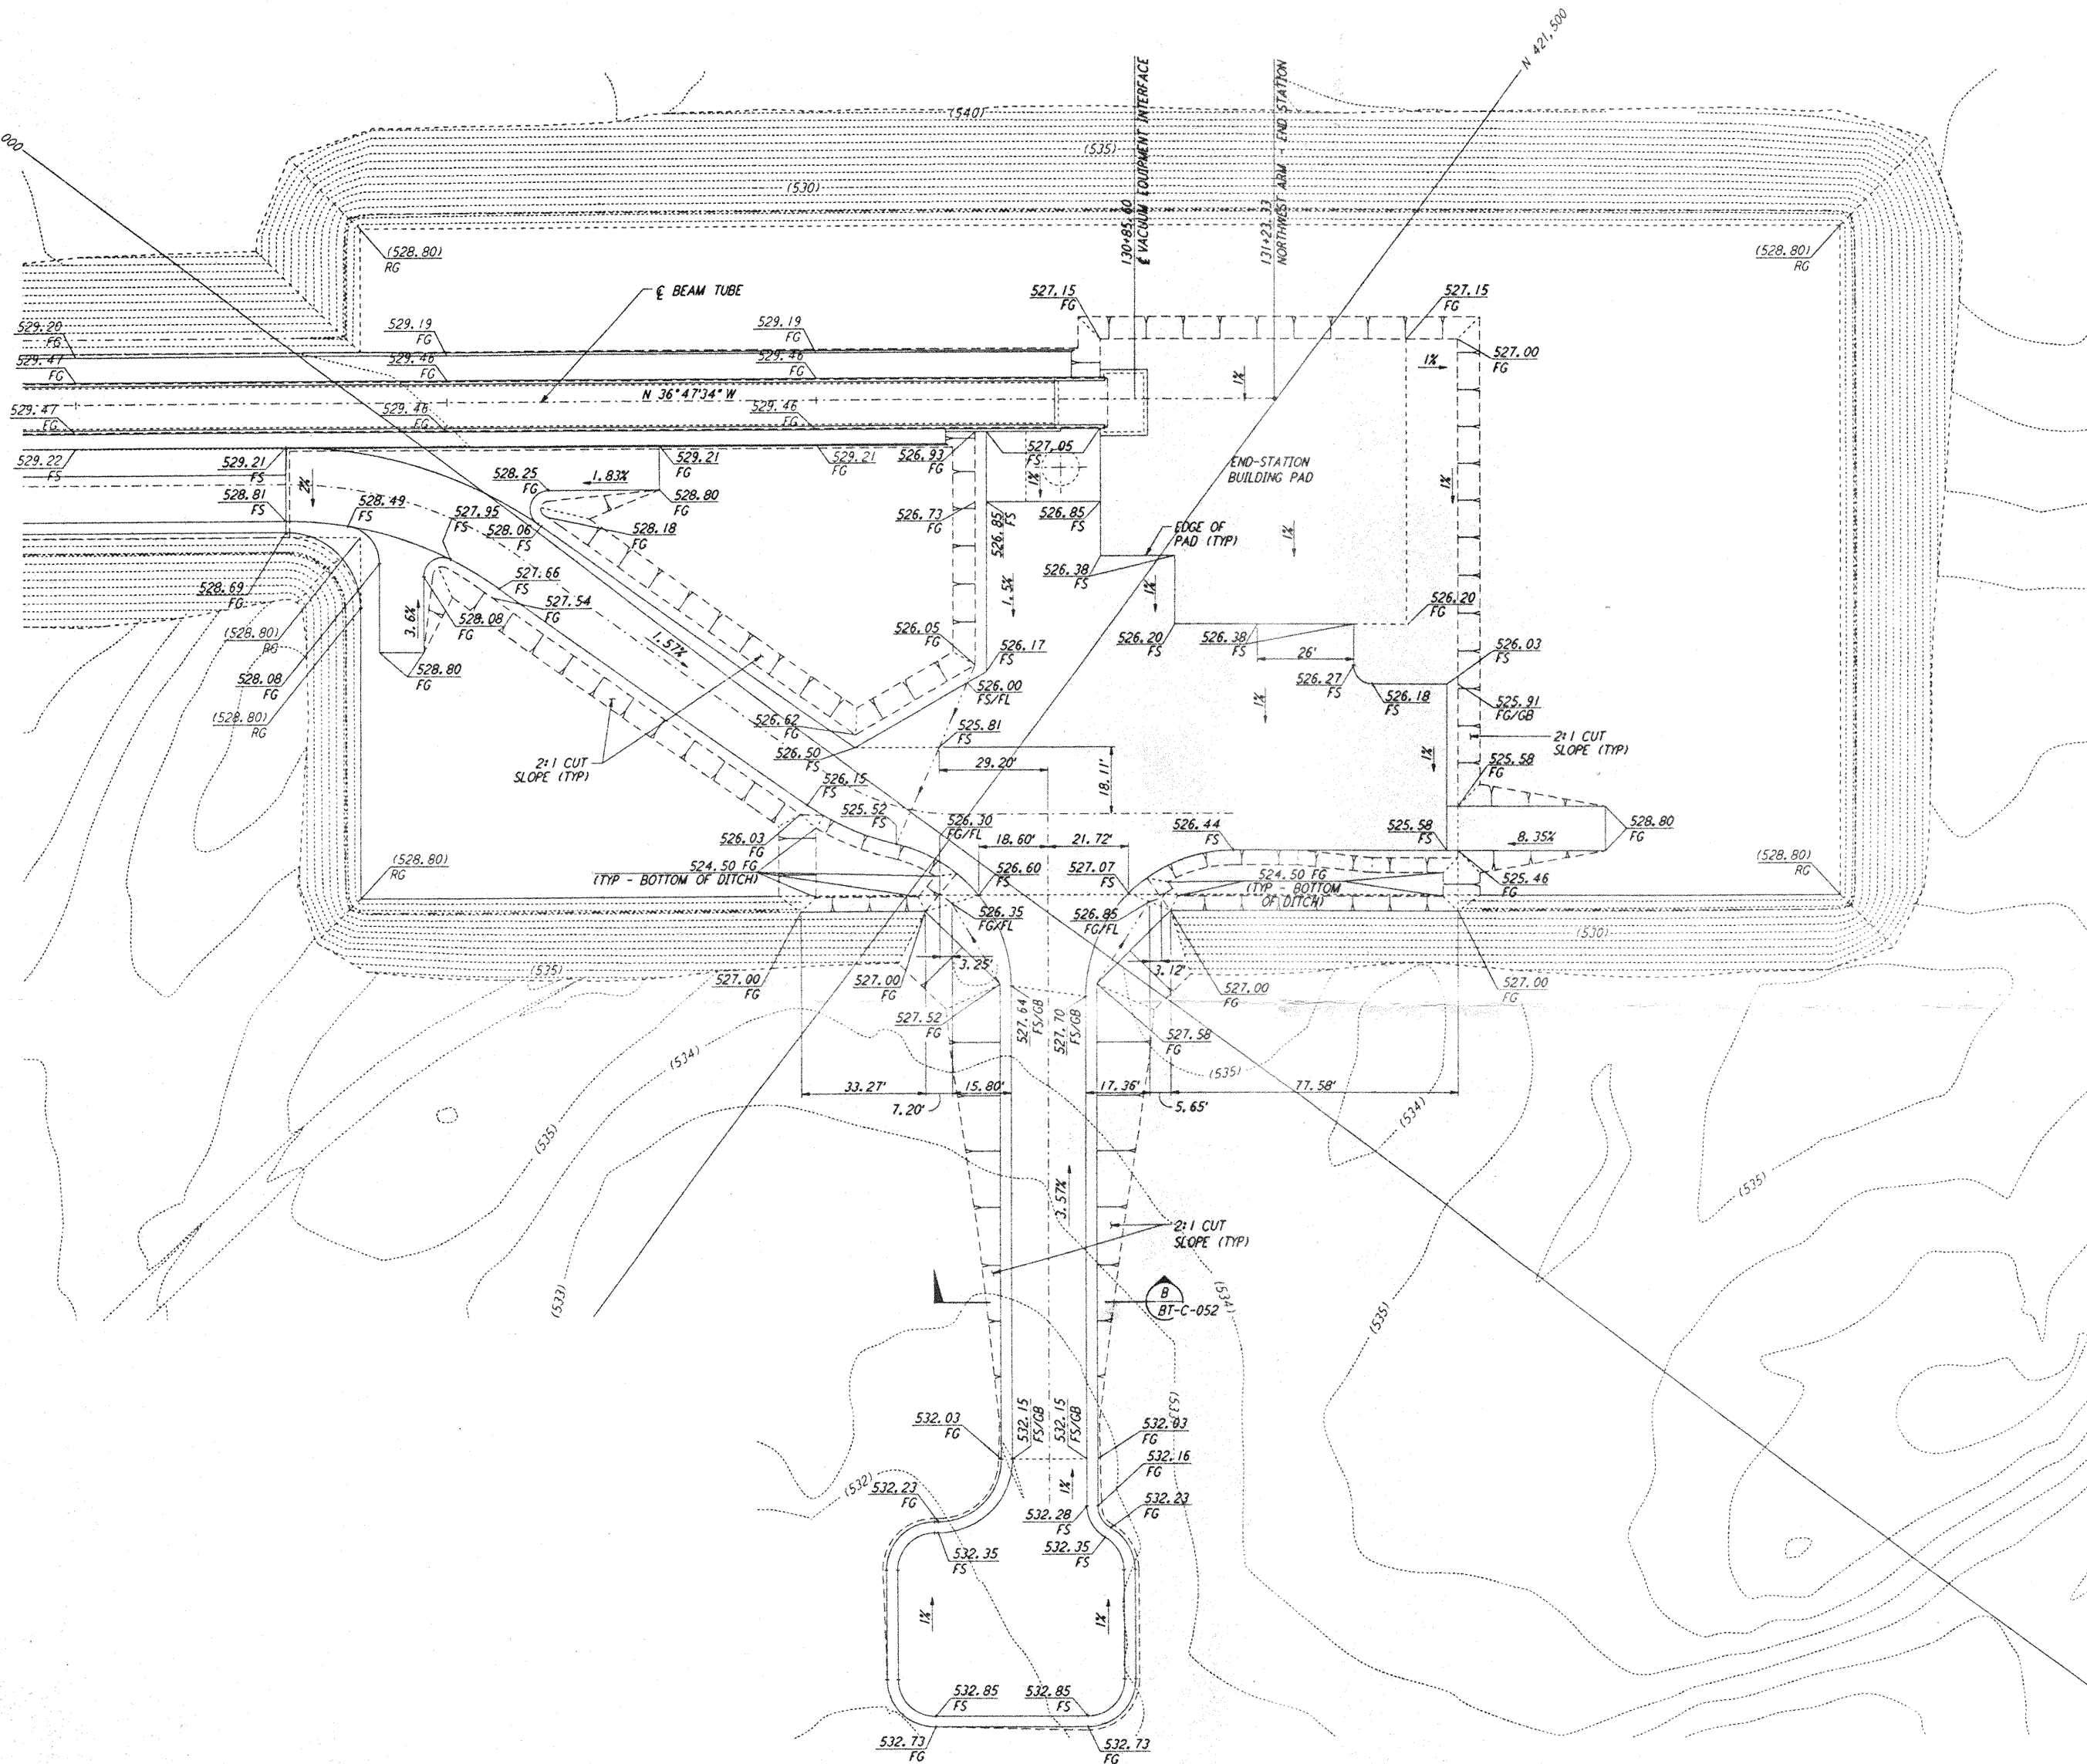 N 421,500
000
(540)
(535)
(530)
130+85.60
℄ VACUUM EQUIPMENT INTERFACE
131+23.33
NORTHWEST ARM - END STATION
(528.80)
RG
(528.80)
RG
℄ BEAM TUBE
527.15
FG
527.15
FG
529.20
FG
529.19
FG
529.19
FG
527.00
FG
1%
1%
529.47
FG
529.46
FG
529.46
FG
N 36°47'34" W
529.47
FG
529.46
FG
529.46
FG
529.22
FS
529.21
FS
529.21
FG
529.21
FG
526.93
FG
527.05
FS
END-STATION
BUILDING PAD
2%
528.25
FG
1.83%
528.80
FG
1%
1%
528.81
FS
528.49
FS
527.95
FS
528.06
FS
528.18
FG
526.73
FG
526.85
FS
526.85
FS
EDGE OF
PAD (TYP)
1%
526.38
FS
1%
1.5%
528.69
FG
527.66
FS
527.54
FG
528.08
FG
3.6%
526.20
FG
(528.80)
RG
1.57%
526.05
FG
526.17
FS
526.20
FS
526.38
FS
526.03
FS
26'
528.80
FG
528.08
FG
526.00
FS/FL
526.27
FS
526.18
FS
525.91
FG/GB
(528.80)
RG
526.62
FG
525.81
FS
1%
2:1 CUT
SLOPE (TYP)
526.50
FS
29.20'
18.11'
1%
525.58
FG
2:1 CUT
SLOPE (TYP)
526.15
FS
525.52
FS
526.30
FG/FL
526.44
FS
525.58
FS
8.35%
528.80
FG
526.03
FG
18.60'
21.72'
(528.80)
RG
524.50 FG
(TYP - BOTTOM OF DITCH)
526.60
FS
527.07
FS
524.50 FG
(TYP - BOTTOM
OF DITCH)
525.46
FG
(528.80)
RG
526.35
FG/FL
526.85
FG/FL
(530)
(535)
3.25'
3.12'
527.00
FG
527.00
FG
527.00
FG
527.00
FG
527.52
FG
527.64
FS/GB
527.70
FS/GB
527.58
FG
(534)
(535)
33.27'
15.80'
17.36'
77.58'
7.20'
5.65'
(534)
(535)
(535)
3.57%
2:1 CUT
SLOPE (TYP)
(533)
B
BT-C-052
(534)
(535)
532.03
FG
532.15
FS/GB
532.15
FS/GB
532.03
FG
(533)
532.16
FG
(532)
532.23
FG
1%
532.23
FG
532.28
FS
532.35
FS
532.35
FS
1%
1%
532.85
FS
532.85
FS
532.73
FG
532.73
FG